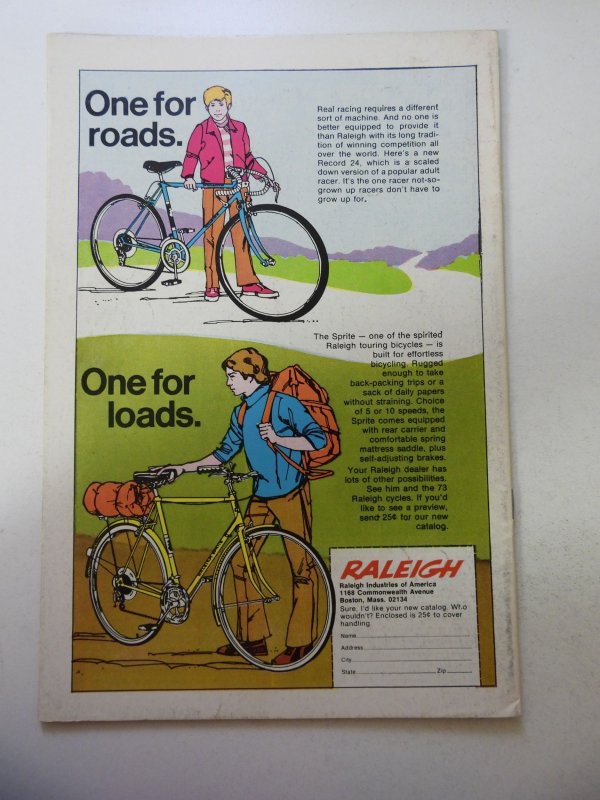 One for
roads.
Real racing requires a different
sort of machine. And no one is
better equipped to provide it
than Raleigh with its long tradi-
tion of winning competition all
over the world. Here's a new
Record 24, which is a scaled
down version of a popular adult
racer. It's the one racer not-so-
grown up racers don't have to
grow up for.
The Sprite — one of the spirited
Raleigh touring bicycles — is
built for effortless
bicycling. Rugged
enough to take
back-packing trips or a
sack of daily papers
without straining. Choice
of 5 or 10 speeds, the
Sprite comes equipped
with rear carrier and
comfortable spring
mattress saddle, plus
self-adjusting brakes.
Your Raleigh dealer has
lots of other possibilities.
See him and the 73
Raleigh cycles. If you'd
like to see a preview,
send 25¢ for our new
catalog.
One for
loads.
RALEIGH
Raleigh Industries of America
1168 Commonwealth Avenue
Boston, Mass. 02134
Sure, I'd like your new catalog. Who
wouldn't? Enclosed is 25¢ to cover
handling
Name
Address
City
State Zip